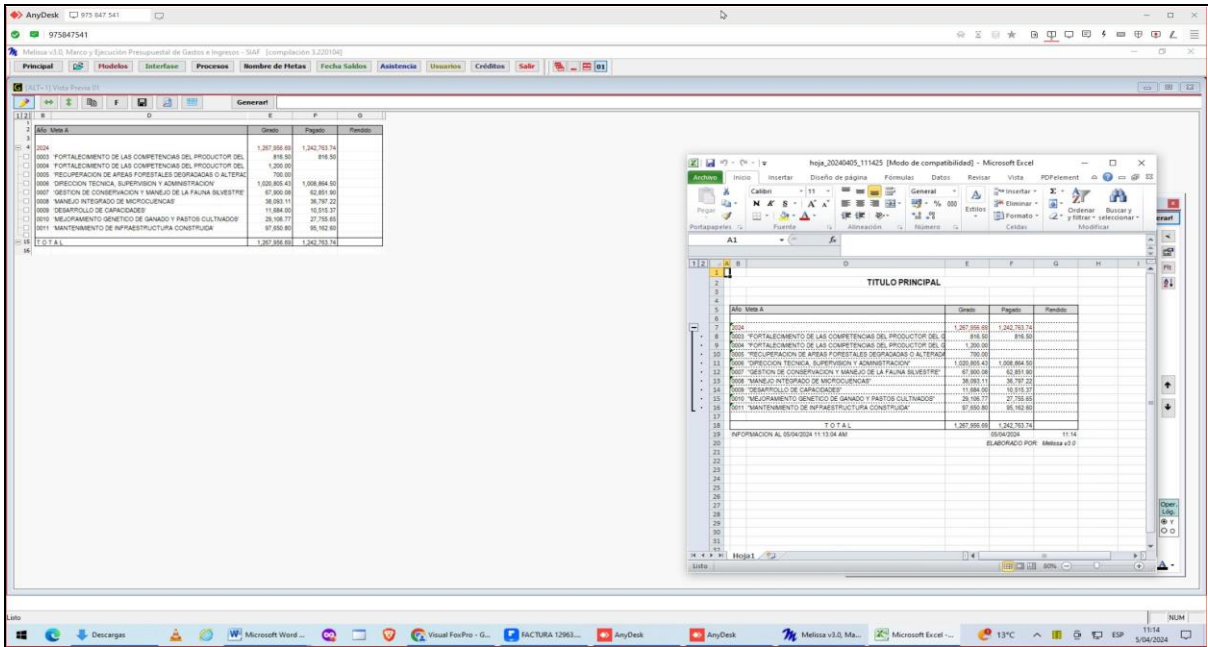 AnyDesk 975 847 541
975847541
Melissa v3.0, Marco y Ejecución Presupuestal de Gastos e Ingresos - SIAF [compilación 3.220104]
Principal Modelos Interfase Procesos Nombre de Metas Fecha Saldos Asistencia Usuarios Créditos Salir 01
[ALT+1] Vista Previa 01
F Generar!
1 2 B D E F G
Año Meta A Girado Pagado Rendido
2024 1,267,956.69 1,242,763.74
0003 "FORTALECIMIENTO DE LAS COMPETENCIAS DEL PRODUCTOR DEL 816.50 816.50
0004 "FORTALECIMIENTO DE LAS COMPETENCIAS DEL PRODUCTOR DEL 1,200.00
0005 "RECUPERACION DE AREAS FORESTALES DEGRADADAS O ALTERAD 700.00
0006 "DIRECCION TECNICA, SUPERVISION Y ADMINISTRACION" 1,020,805.43 1,008,864.50
0007 "GESTION DE CONSERVACION Y MANEJO DE LA FAUNA SILVESTRE" 67,900.08 62,851.90
0008 "MANEJO INTEGRADO DE MICROCUENCAS" 38,093.11 36,797.22
0009 "DESARROLLO DE CAPACIDADES" 11,684.00 10,515.37
0010 "MEJORAMIENTO GENETICO DE GANADO Y PASTOS CULTIVADOS" 29,106.77 27,755.65
0011 "MANTENIMIENTO DE INFRAESTRUCTURA CONSTRUIDA" 97,650.80 95,162.60
T O T A L 1,267,956.69 1,242,763.74
hoja_20240405_111425 [Modo de compatibilidad] - Microsoft Excel
Archivo Inicio Insertar Diseño de página Fórmulas Datos Revisar Vista PDFelement
Calibri 11 General Insertar
Pegar N K S % 000 Estilos Eliminar Ordenar y filtrar Buscar y seleccionar
Formato
Portapapeles Fuente Alineación Número Celdas Modificar
A1 fx
1 2 A B D E F G H I
TITULO PRINCIPAL
Año Meta A Girado Pagado Rendido
2024 1,267,956.69 1,242,763.74
0003 "FORTALECIMIENTO DE LAS COMPETENCIAS DEL PRODUCTOR DEL G 816.50 816.50
0004 "FORTALECIMIENTO DE LAS COMPETENCIAS DEL PRODUCTOR DEL G 1,200.00
0005 "RECUPERACION DE AREAS FORESTALES DEGRADADAS O ALTERADA 700.00
0006 "DIRECCION TECNICA, SUPERVISION Y ADMINISTRACION" 1,020,805.43 1,008,864.50
0007 "GESTION DE CONSERVACION Y MANEJO DE LA FAUNA SILVESTRE" 67,900.08 62,851.90
0008 "MANEJO INTEGRADO DE MICROCUENCAS" 38,093.11 36,797.22
0009 "DESARROLLO DE CAPACIDADES" 11,684.00 10,515.37
0010 "MEJORAMIENTO GENETICO DE GANADO Y PASTOS CULTIVADOS" 29,106.77 27,755.65
0011 "MANTENIMIENTO DE INFRAESTRUCTURA CONSTRUIDA" 97,650.80 95,162.60
T O T A L 1,267,956.69 1,242,763.74
INFORMACION AL 05/04/2024 11:13:04 AM 05/04/2024 11:14
ELABORADO POR: Melissa v3.0
Oper. Lóg.
Y
O
Hoja1
Listo 80%
Listo NUM
Descargas Microsoft Word ... Visual FoxPro - G... FACTURA 12963... AnyDesk AnyDesk Melissa v3.0, Ma... Microsoft Excel -... 13°C ESP 11:14
5/04/2024